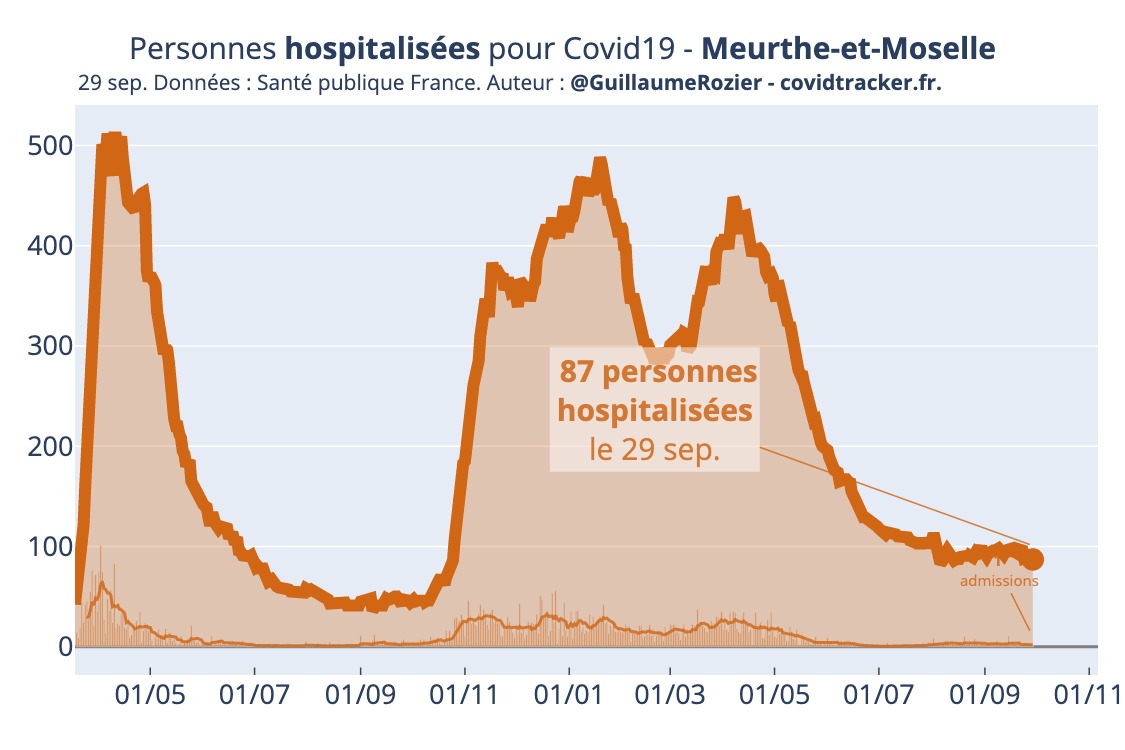 Personnes hospitalisées pour Covid19 - Meurthe-et-Moselle
29 sep. Données : Santé publique France. Auteur : @GuillaumeRozier - covidtracker.fr.
500
400
300
200
100
0
87 personnes
hospitalisées
le 29 sep.
admissions
01/05 01/07 01/09 01/11 01/01 01/03 01/05 01/07 01/09 01/11